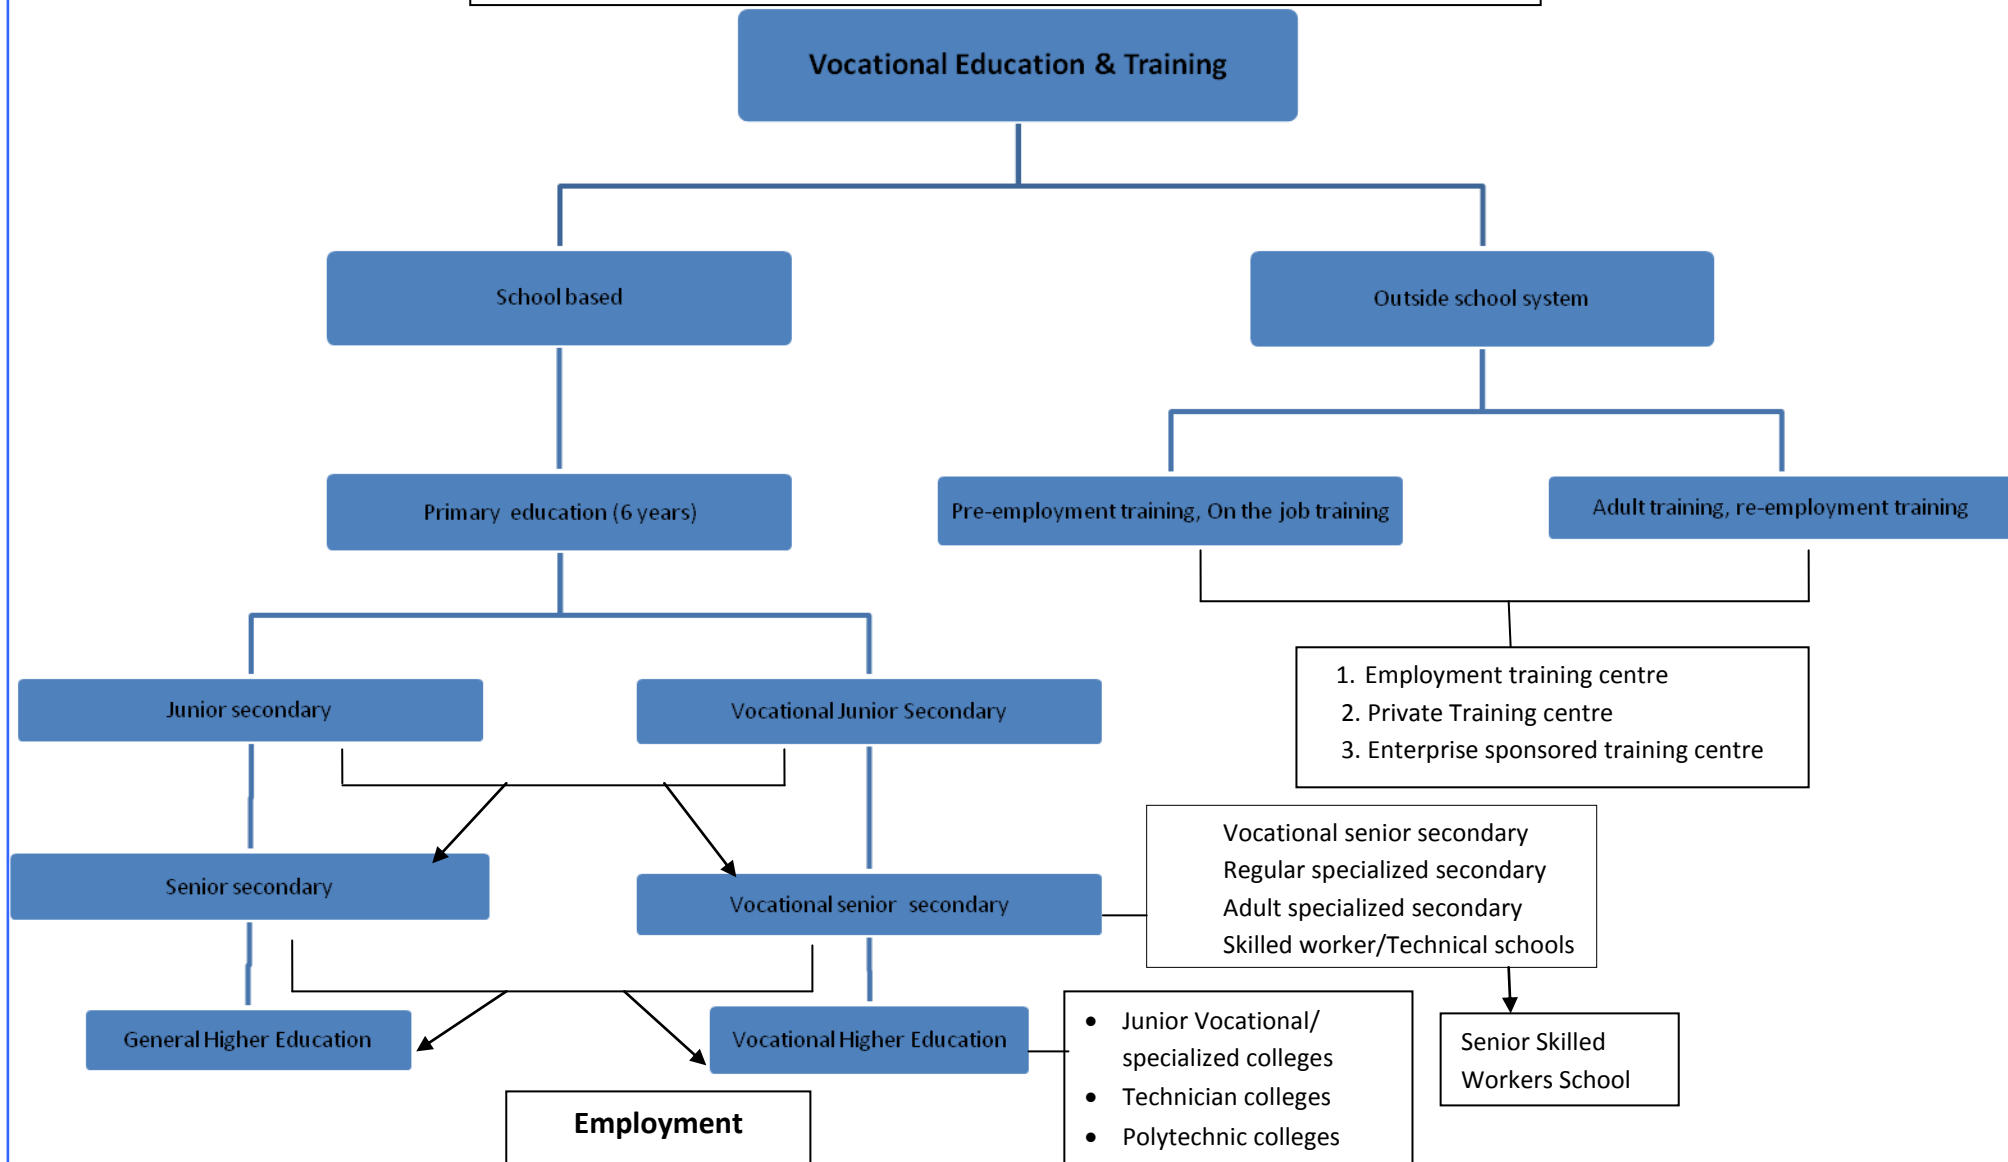 Vocational Education & Training
School based
Outside school system
Primary education (6 years)
Pre-employment training, On the job training
Adult training, re-employment training
Junior secondary
Vocational Junior Secondary
1. Employment training centre
2. Private Training centre
3. Enterprise sponsored training centre
Senior secondary
Vocational senior secondary
Vocational senior secondary
Regular specialized secondary
Adult specialized secondary
Skilled worker/Technical schools
General Higher Education
Vocational Higher Education
• Junior Vocational/
specialized colleges
• Technician colleges
• Polytechnic colleges
Senior Skilled
Workers School
Employment